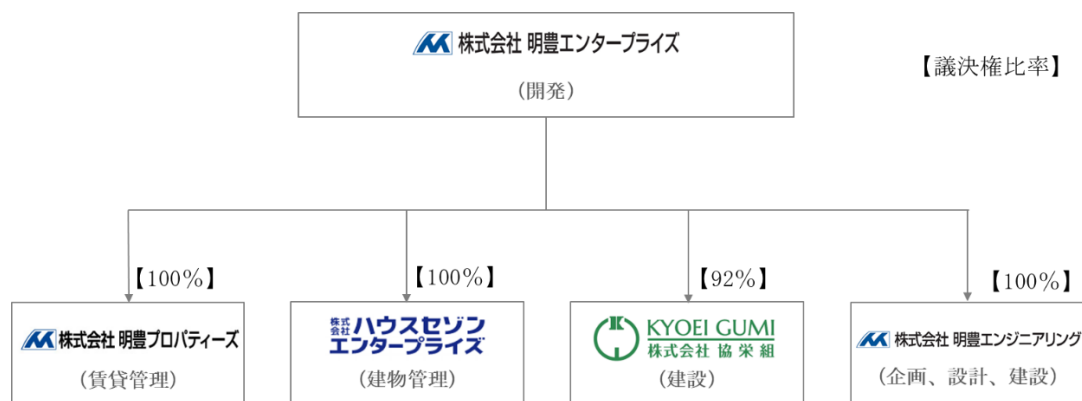 株式会社 明豊エンタープライズ
(開発)
【議決権比率】
【100%】
【100%】
【92%】
【100%】
株式会社 明豊プロパティーズ
(賃貸管理)
株式会社 ハウスセゾン
エンタープライズ
(建物管理)
KYOEI GUMI
株式会社 協栄組
(建設)
株式会社 明豊エンジニアリング
(企画、設計、建設)